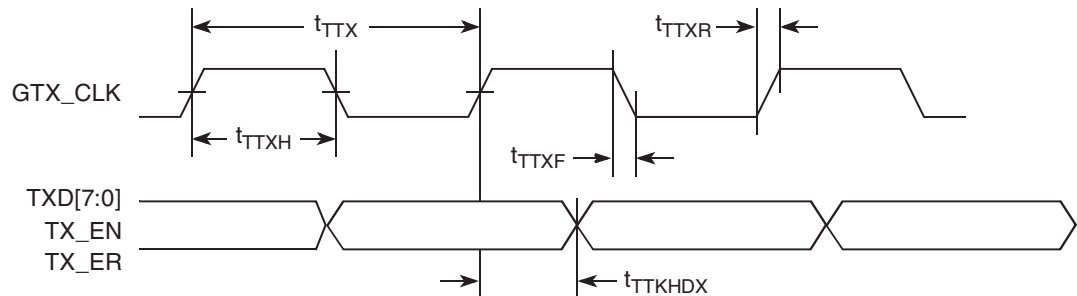 tTTX
tTTXR
GTX_CLK
tTTXH
tTTXF
TXD[7:0]
TX_EN
TX_ER
tTTKHDX